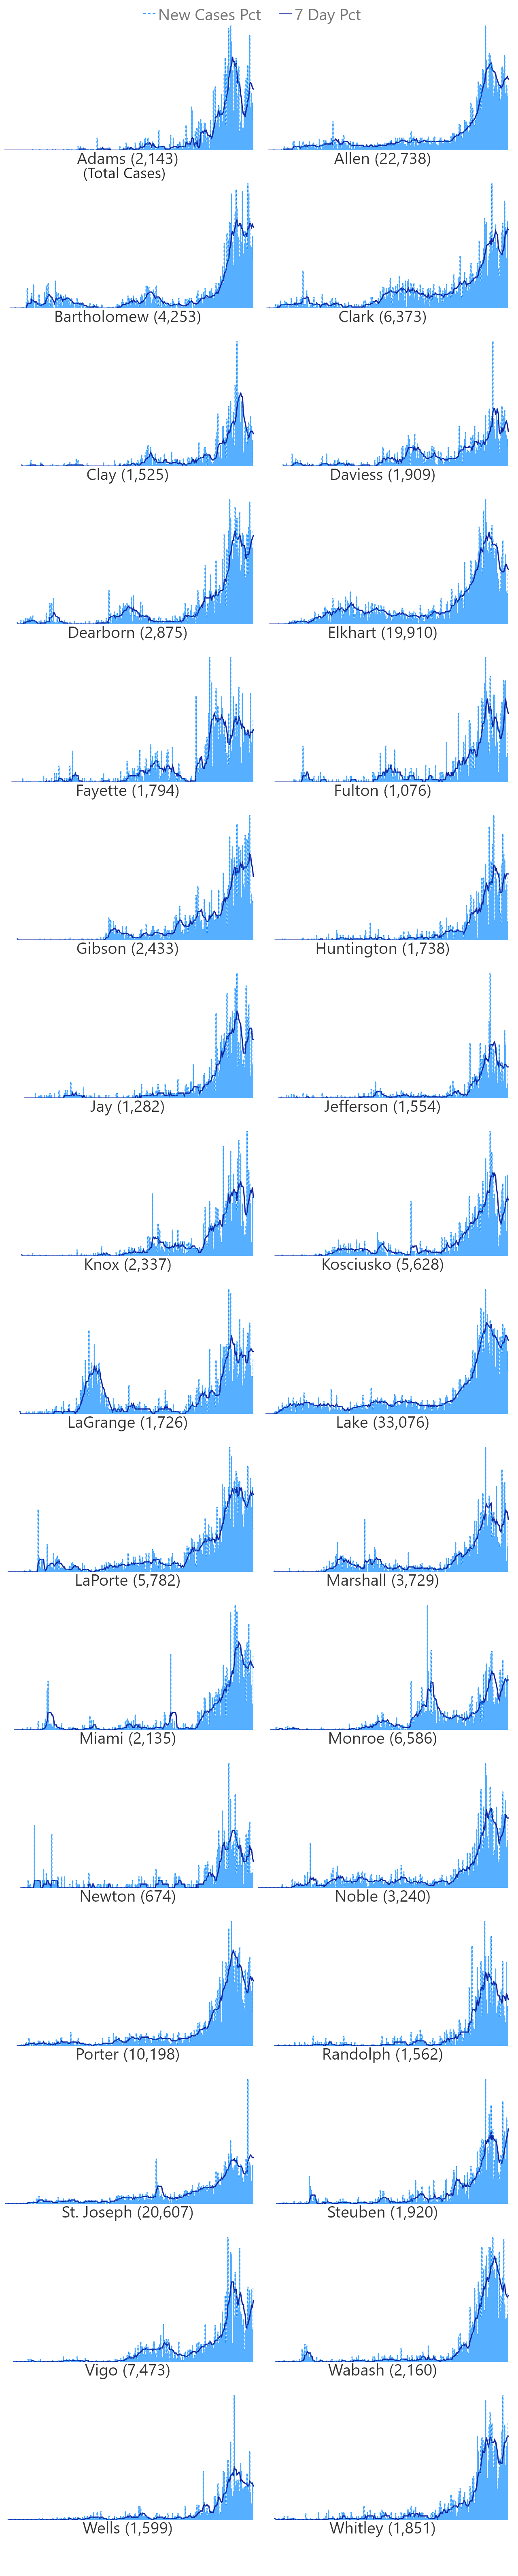 New Cases Pct 7 Day Pct
Adams (2,143) Allen (22,738)
(Total Cases)
Bartholomew (4,253) Clark (6,373)
Clay (1,525) Daviess (1,909)
Dearborn (2,875) Elkhart (19,910)
Fayette (1,794) Fulton (1,076)
Gibson (2,433) Huntington (1,738)
Jay (1,282) Jefferson (1,554)
Knox (2,337) Kosciusko (5,628)
LaGrange (1,726) Lake (33,076)
LaPorte (5,782) Marshall (3,729)
Miami (2,135) Monroe (6,586)
Newton (674) Noble (3,240)
Porter (10,198) Randolph (1,562)
St. Joseph (20,607) Steuben (1,920)
Vigo (7,473) Wabash (2,160)
Wells (1,599) Whitley (1,851)